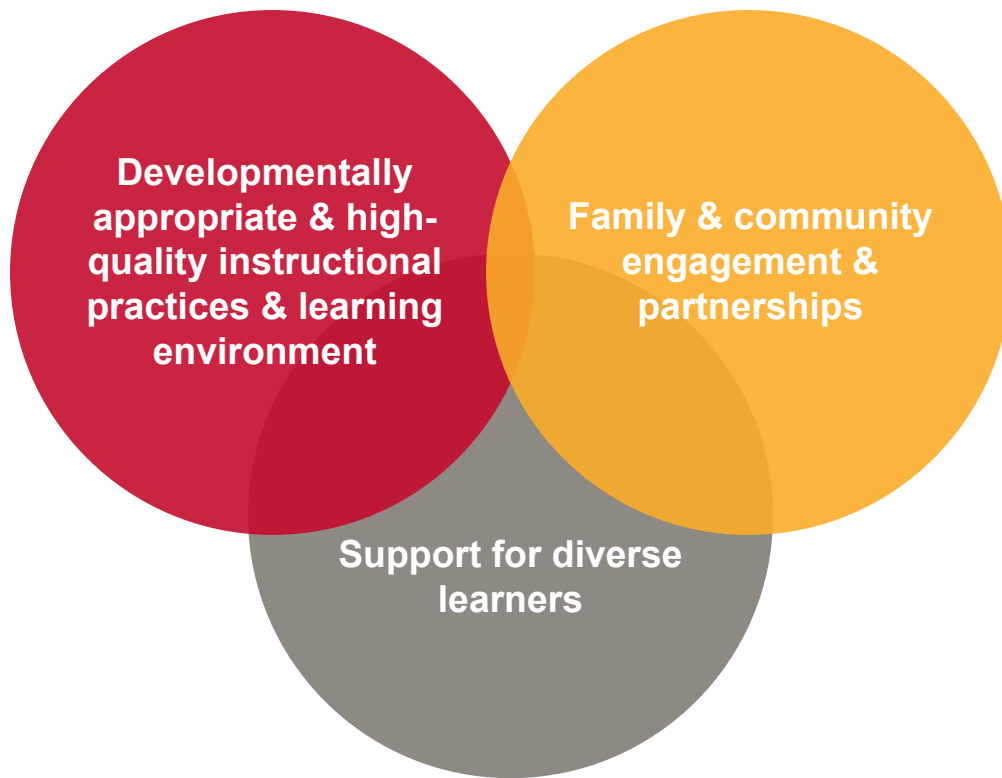 Developmentally
appropriate & high-
quality instructional
practices & learning
environment
Family & community
engagement &
partnerships
Support for diverse
learners